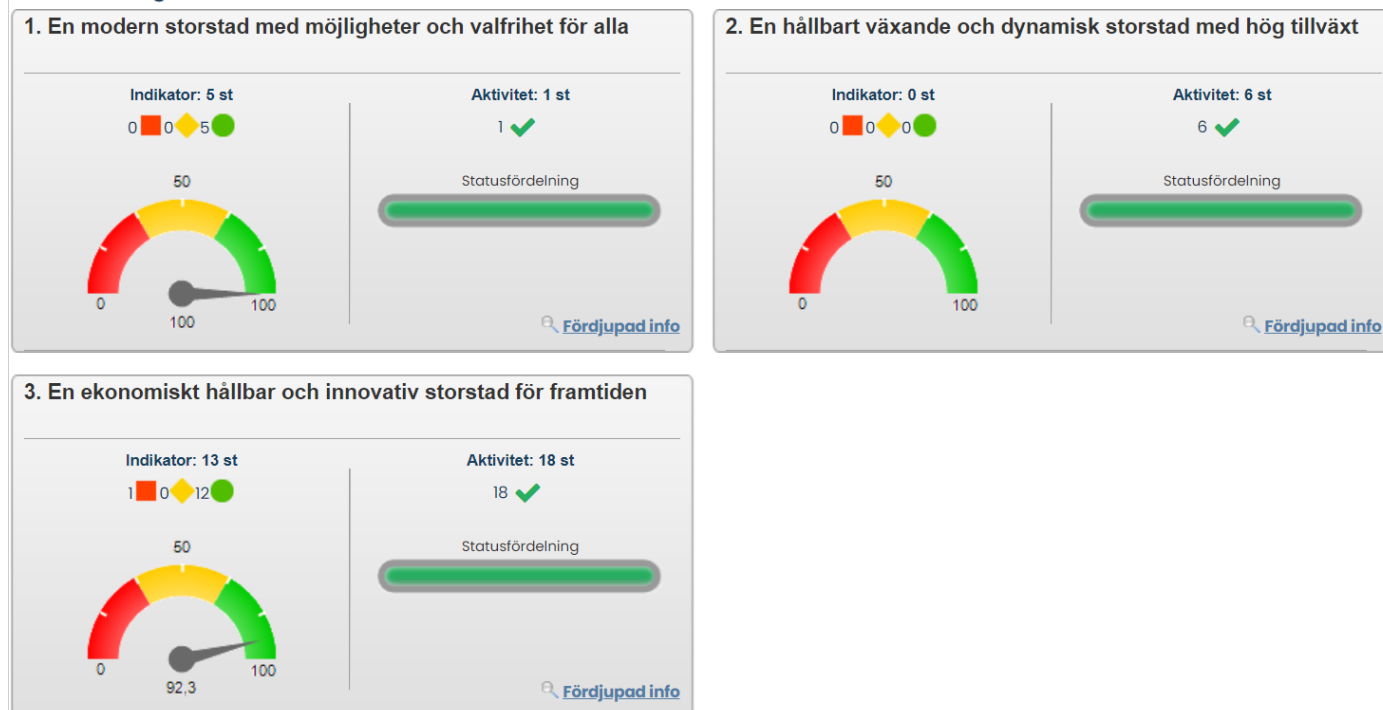 1. En modern storstad med möjligheter och valfrihet för alla
Indikator: 5 st
Aktivitet: 1 st
0 0 5
1
50
Statusfördelning
0
100
100
Fördjupad info
2. En hållbart växande och dynamisk storstad med hög tillväxt
Indikator: 0 st
Aktivitet: 6 st
0 0 0
6
50
Statusfördelning
0
100
Fördjupad info
3. En ekonomiskt hållbar och innovativ storstad för framtiden
Indikator: 13 st
Aktivitet: 18 st
1 0 12
18
50
Statusfördelning
0
100
92,3
Fördjupad info